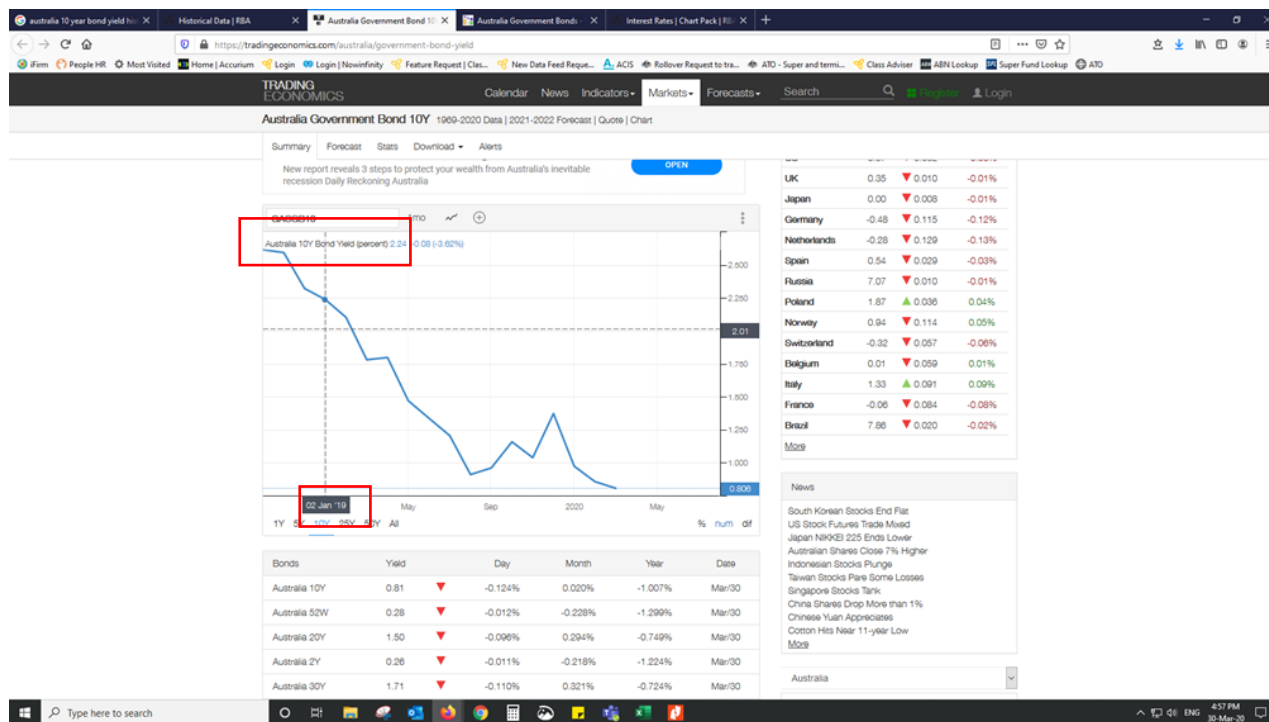 australia 10 year bond yield hist
Historical Data | RBA
Australia Government Bond 10
Australia Government Bonds -
Interest Rates | Chart Pack | RB
https://tradingeconomics.com/australia/government-bond-yield
iFirm People HR Most Visited Home | Accurium Login Login | Nowinfinity Feature Request | Clas... New Data Feed Reque... ACIS Rollover Request to tra... ATO - Super and termi... Class Adviser ABN Lookup Super Fund Lookup ATO
TRADING
ECONOMICS
Calendar News Indicators Markets Forecasts Search Register Login
Australia Government Bond 10Y 1969-2020 Data | 2021-2022 Forecast | Quote | Chart
Summary Forecast Stats Download Alerts
New report reveals 3 steps to protect your wealth from Australia's inevitable
recession Daily Reckoning Australia
OPEN
GACGB10
Australia 10Y Bond Yield (percent) 2.24 -0.08 (-3.62%)
2.500
2.250
2.01
1.750
1.500
1.250
1.000
0.806
02 Jan '19 May Sep 2020 May
1Y 5Y 10Y 25Y 50Y All % num dif
Bonds Yield Day Month Year Date
Australia 10Y 0.81 -0.124% 0.020% -1.007% Mar/30
Australia 52W 0.28 -0.012% -0.228% -1.299% Mar/30
Australia 20Y 1.50 -0.096% 0.294% -0.749% Mar/30
Australia 2Y 0.26 -0.011% -0.218% -1.224% Mar/30
Australia 30Y 1.71 -0.110% 0.321% -0.724% Mar/30
UK 0.35 0.010 -0.01%
Japan 0.00 0.008 -0.01%
Germany -0.48 0.115 -0.12%
Netherlands -0.28 0.129 -0.13%
Spain 0.54 0.029 -0.03%
Russia 7.07 0.010 -0.01%
Poland 1.87 0.036 0.04%
Norway 0.94 0.114 0.05%
Switzerland -0.32 0.057 -0.06%
Belgium 0.01 0.059 0.01%
Italy 1.33 0.091 0.09%
France -0.06 0.084 -0.08%
Brazil 7.86 0.020 -0.02%
More
News
South Korean Stocks End Flat
US Stock Futures Trade Mixed
Japan NIKKEI 225 Ends Lower
Australian Shares Close 7% Higher
Indonesian Stocks Plunge
Taiwan Stocks Pare Some Losses
Singapore Stocks Tank
China Shares Drop More than 1%
Chinese Yuan Appreciates
Cotton Hits Near 11-year Low
More
Australia
Type here to search
ENG
4:57 PM
30-Mar-20